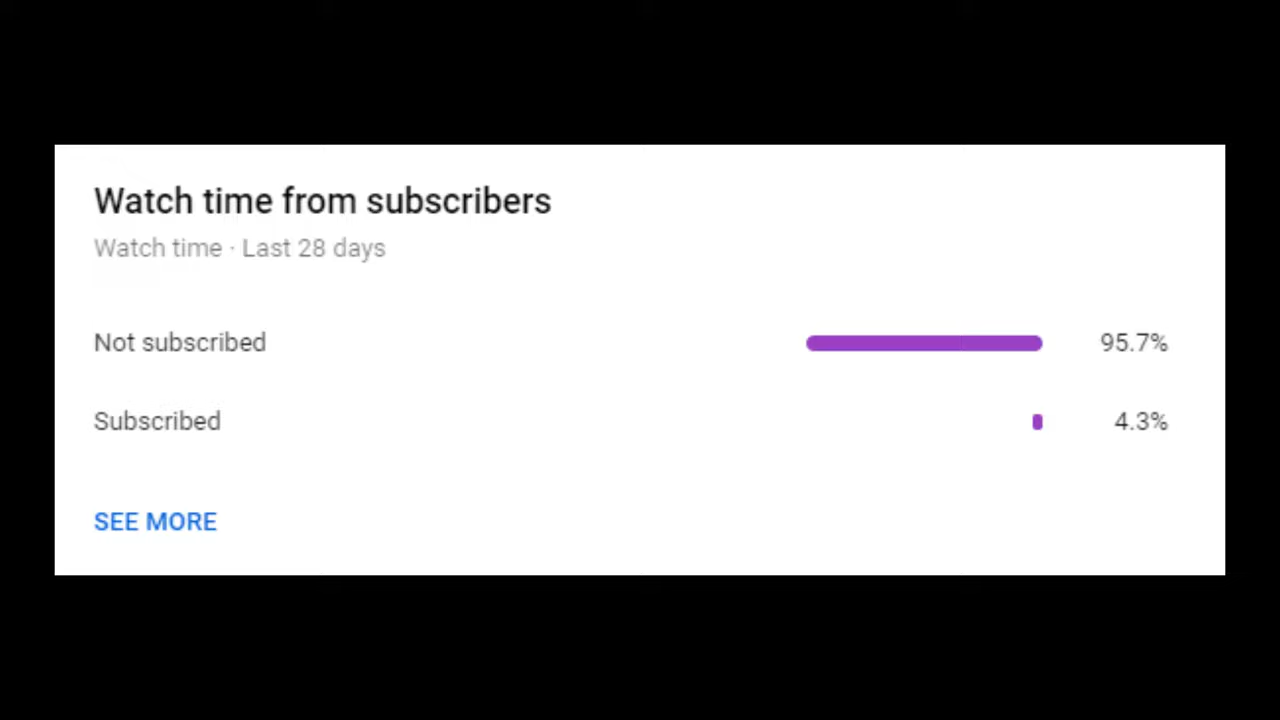 Watch time from subscribers
Watch time · Last 28 days
Not subscribed 95.7%
Subscribed 4.3%
SEE MORE